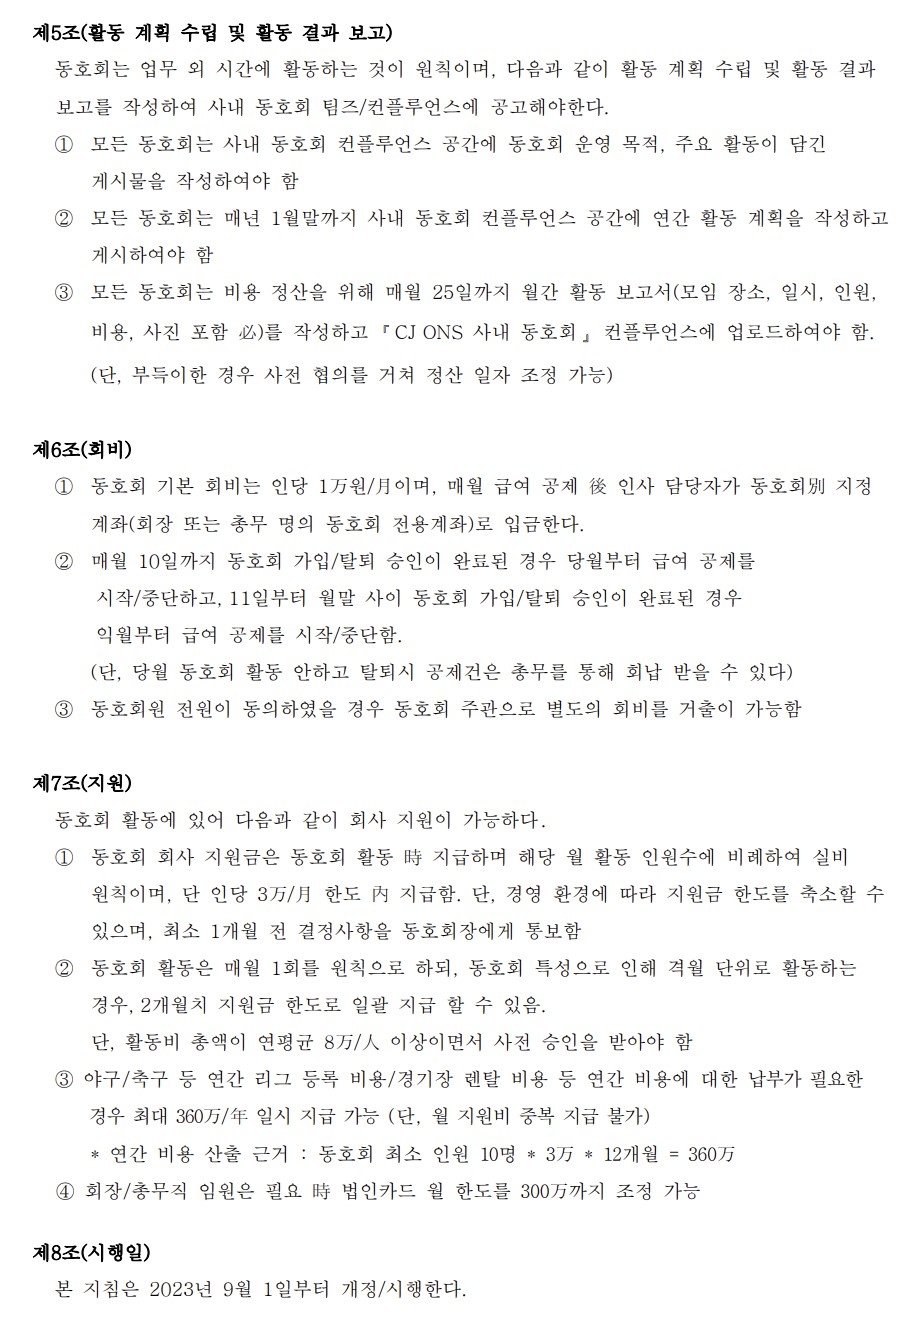 제5조(활동 계획 수립 및 활동 결과 보고)
동호회는 업무 외 시간에 활동하는 것이 원칙이며, 다음과 같이 활동 계획 수립 및 활동 결과
보고를 작성하여 사내 동호회 팀즈/컨플루언스에 공고해야한다.
① 모든 동호회는 사내 동호회 컨플루언스 공간에 동호회 운영 목적, 주요 활동이 담긴
게시물을 작성하여야 함
② 모든 동호회는 매년 1월말까지 사내 동호회 컨플루언스 공간에 연간 활동 계획을 작성하고
게시하여야 함
③ 모든 동호회는 비용 정산을 위해 매월 25일까지 월간 활동 보고서(모임 장소, 일시, 인원,
비용, 사진 포함 必)를 작성하고 『CJ ONS 사내 동호회』 컨플루언스에 업로드하여야 함.
(단, 부득이한 경우 사전 협의를 거쳐 정산 일자 조정 가능)
제6조(회비)
① 동호회 기본 회비는 인당 1万원/月이며, 매월 급여 공제 後 인사 담당자가 동호회別 지정
계좌(회장 또는 총무 명의 동호회 전용계좌)로 입금한다.
② 매월 10일까지 동호회 가입/탈퇴 승인이 완료된 경우 당월부터 급여 공제를
시작/중단하고, 11일부터 월말 사이 동호회 가입/탈퇴 승인이 완료된 경우
익월부터 급여 공제를 시작/중단함.
(단, 당월 동호회 활동 안하고 탈퇴시 공제건은 총무를 통해 회납 받을 수 있다)
③ 동호회원 전원이 동의하였을 경우 동호회 주관으로 별도의 회비를 거출이 가능함
제7조(지원)
동호회 활동에 있어 다음과 같이 회사 지원이 가능하다.
① 동호회 회사 지원금은 동호회 활동 時 지급하며 해당 월 활동 인원수에 비례하여 실비
원칙이며, 단 인당 3万/月 한도 內 지급함. 단, 경영 환경에 따라 지원금 한도를 축소할 수
있으며, 최소 1개월 전 결정사항을 동호회장에게 통보함
② 동호회 활동은 매월 1회를 원칙으로 하되, 동호회 특성으로 인해 격월 단위로 활동하는
경우, 2개월치 지원금 한도로 일괄 지급 할 수 있음.
단, 활동비 총액이 연평균 8万/人 이상이면서 사전 승인을 받아야 함
③ 야구/축구 등 연간 리그 등록 비용/경기장 렌탈 비용 등 연간 비용에 대한 납부가 필요한
경우 최대 360万/年 일시 지급 가능 (단, 월 지원비 중복 지급 불가)
* 연간 비용 산출 근거 : 동호회 최소 인원 10명 * 3万 * 12개월 = 360万
④ 회장/총무직 임원은 필요 時 법인카드 월 한도를 300万까지 조정 가능
제8조(시행일)
본 지침은 2023년 9월 1일부터 개정/시행한다.